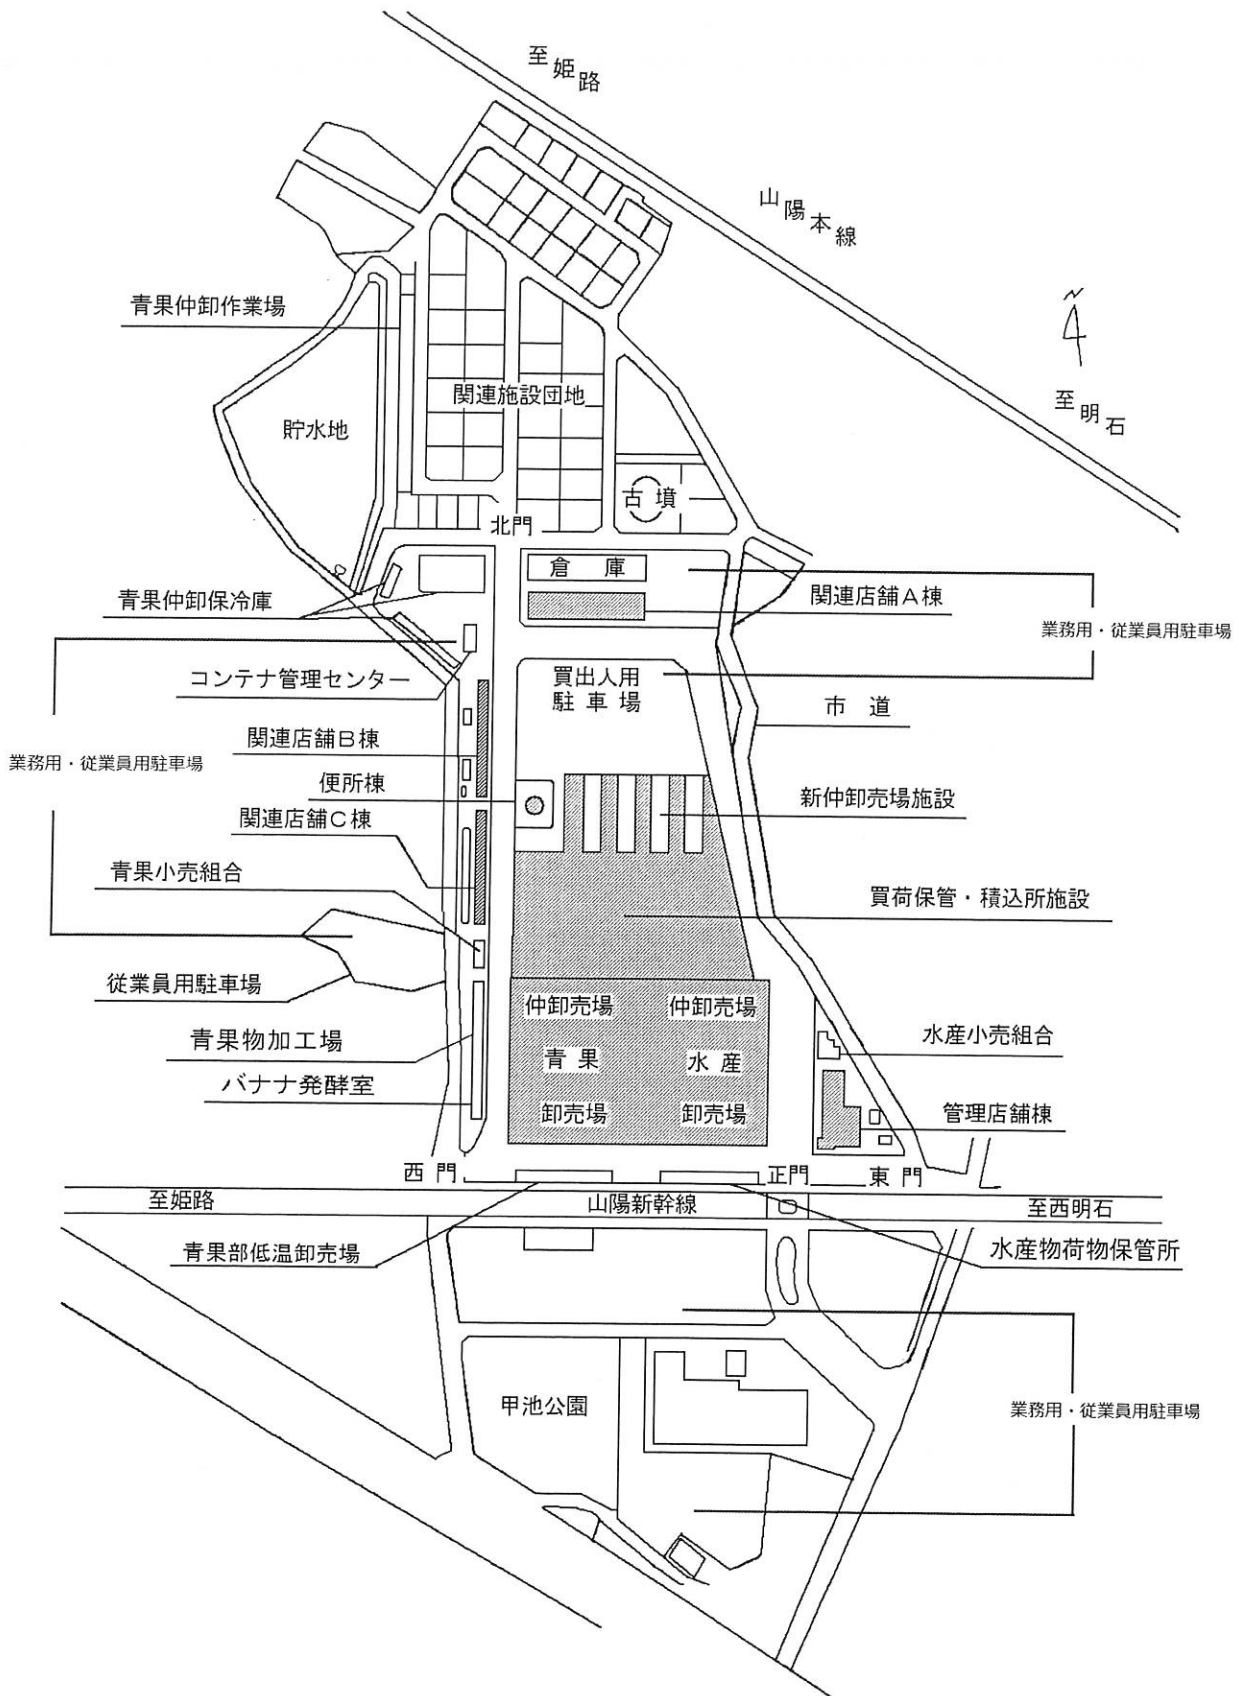 至姫路
山陽本線
N
至明石
青果仲卸作業場
関連施設団地
貯水地
古墳
北門
倉庫
青果仲卸保冷庫
関連店舗A棟
業務用・従業員用駐車場
コンテナ管理センター
買出人用
駐車場
市道
関連店舗B棟
業務用・従業員用駐車場
便所棟
新仲卸売場施設
関連店舗C棟
青果小売組合
買荷保管・積込所施設
従業員用駐車場
仲卸売場
仲卸売場
青果物加工場
水産小売組合
青果
水産
バナナ発酵室
卸売場
卸売場
管理店舗棟
西門
正門
東門
至姫路
山陽新幹線
至西明石
青果部低温卸売場
水産物荷物保管所
甲池公園
業務用・従業員用駐車場